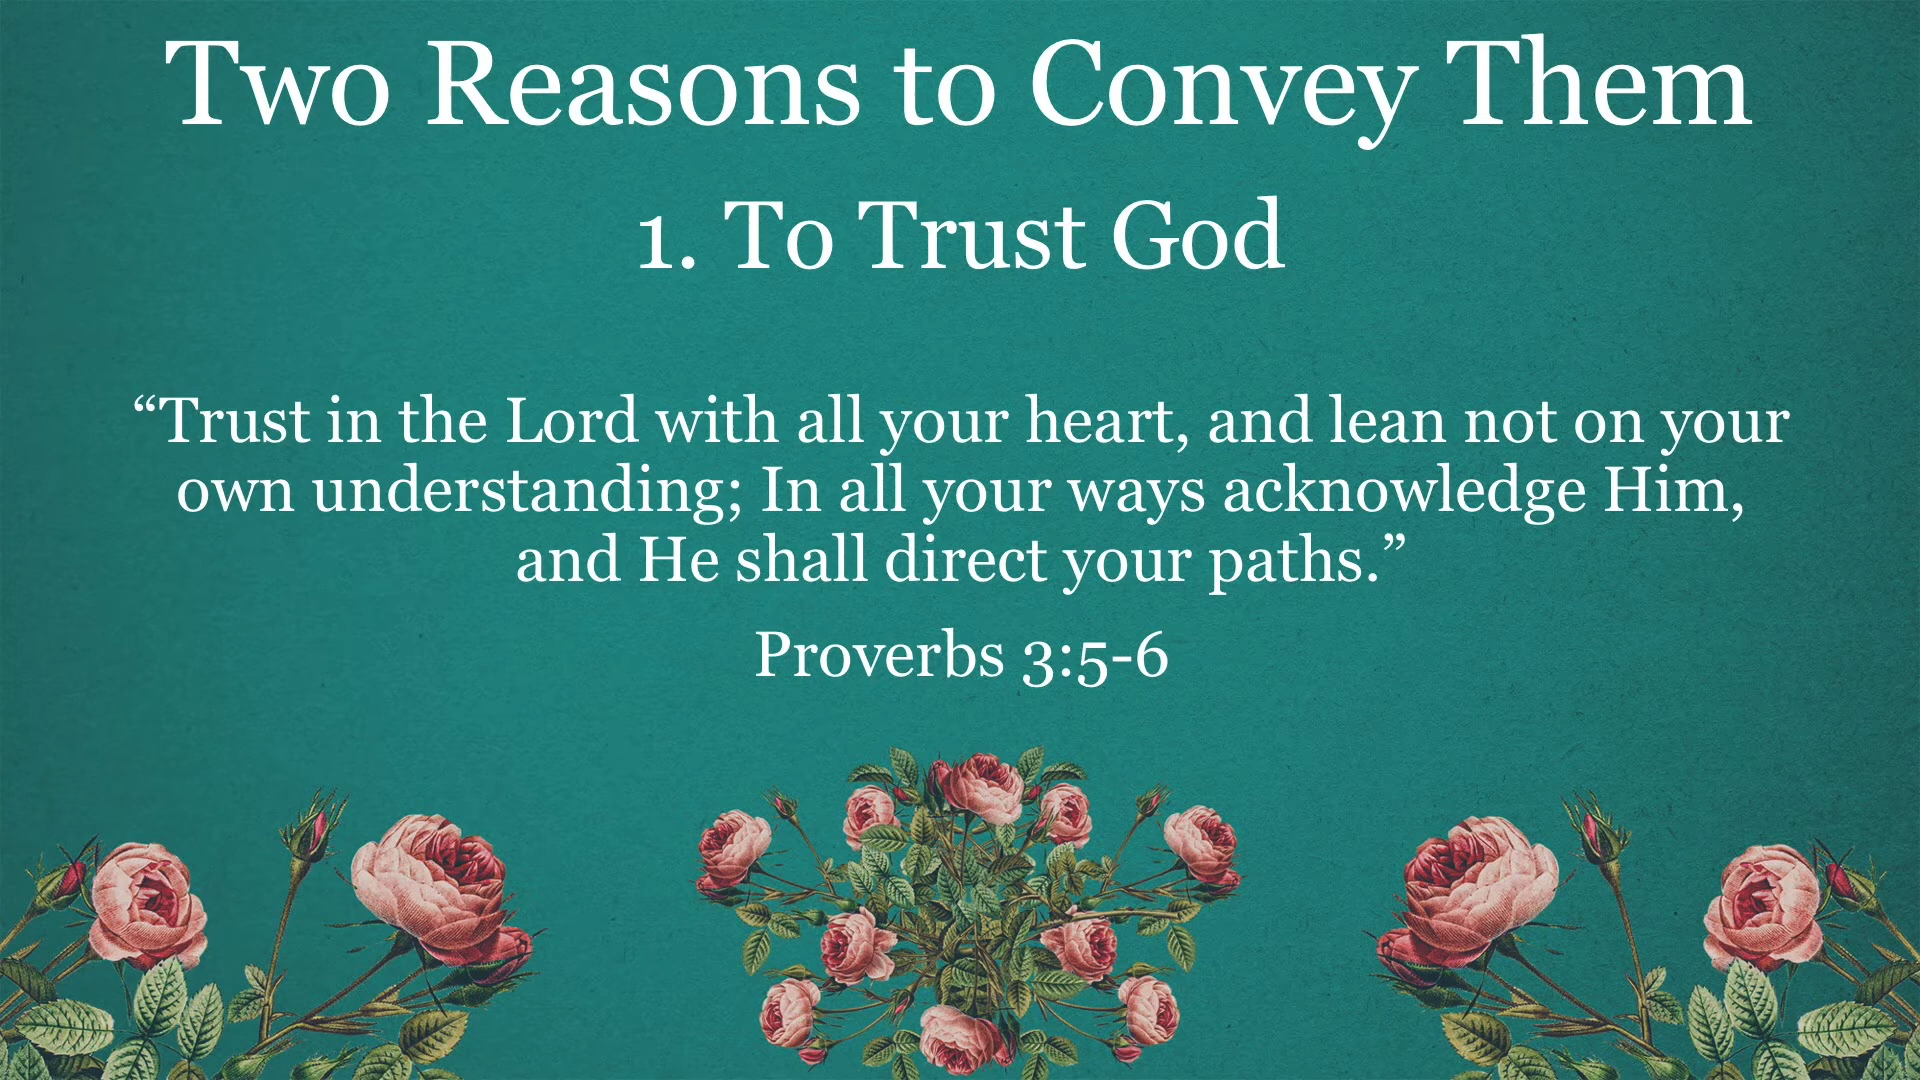 Two Reasons to Convey Them
1. To Trust God
“Trust in the Lord with all your heart, and lean not on your
own understanding; In all your ways acknowledge Him,
and He shall direct your paths.”
Proverbs 3:5-6